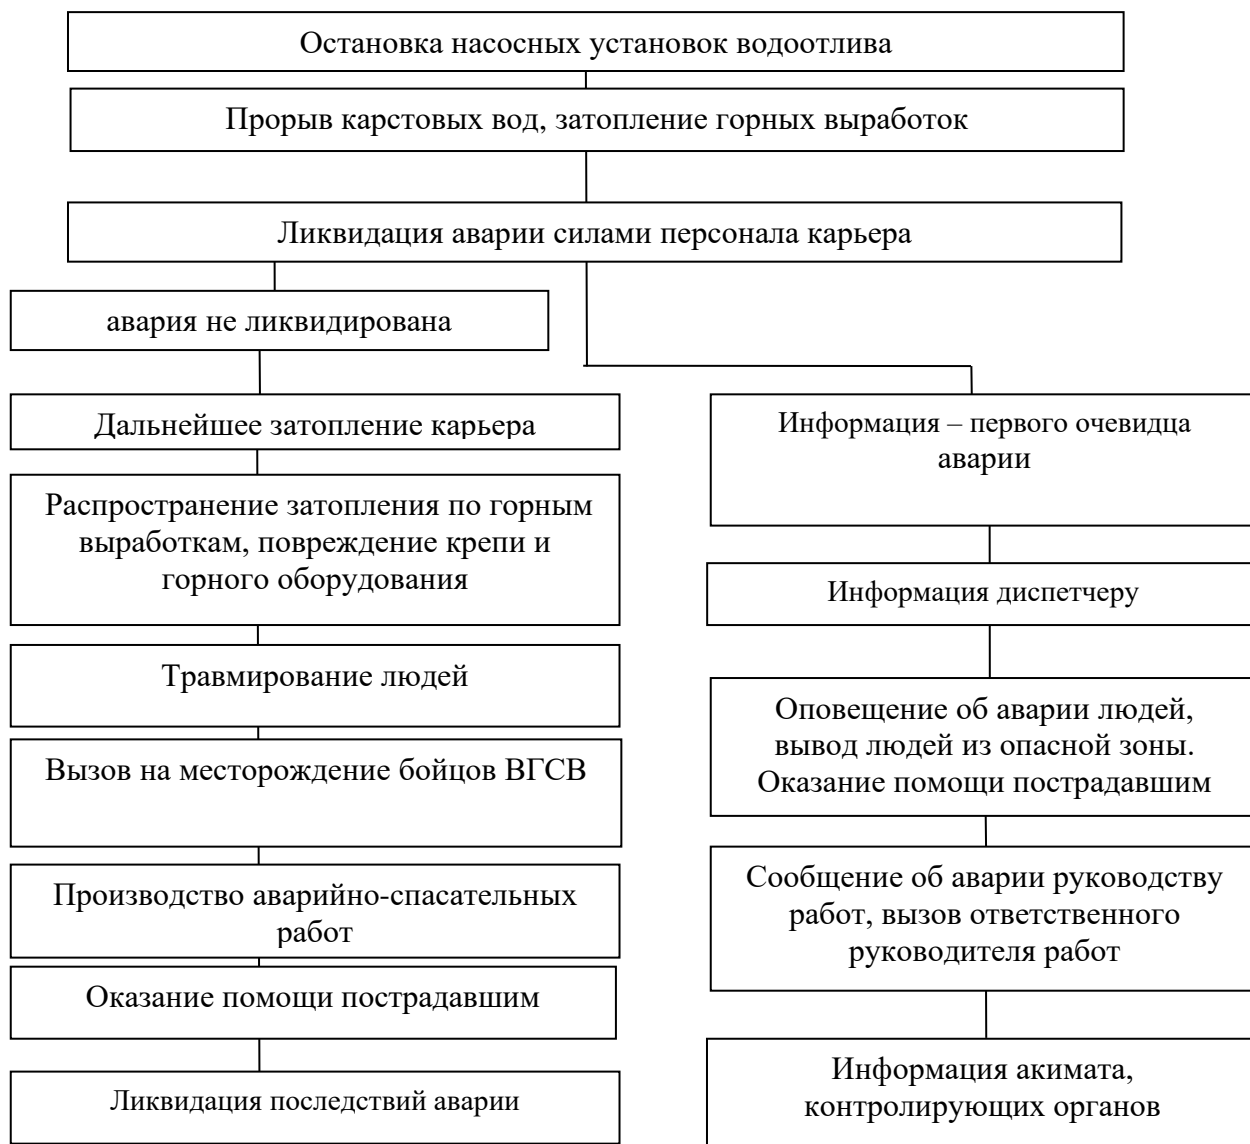 Остановка насосных установок водоотлива
Прорыв карстовых вод, затопление горных выработок
Ликвидация аварии силами персонала карьера
авария не ликвидирована
Дальнейшее затопление карьера
Распространение затопления по горным
выработкам, повреждение крепи и
горного оборудования
Травмирование людей
Вызов на месторождение бойцов ВГСВ
Производство аварийно-спасательных
работ
Оказание помощи пострадавшим
Ликвидация последствий аварии
Информация – первого очевидца
аварии
Информация диспетчеру
Оповещение об аварии людей,
вывод людей из опасной зоны.
Оказание помощи пострадавшим
Сообщение об аварии руководству
работ, вызов ответственного
руководителя работ
Информация акимата,
контролирующих органов